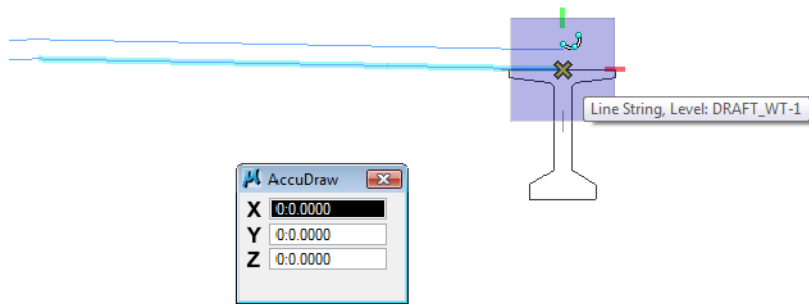 Line String, Level: DRAFT_WT-1
AccuDraw
X 0:0.0000
Y 0:0.0000
Z 0:0.0000